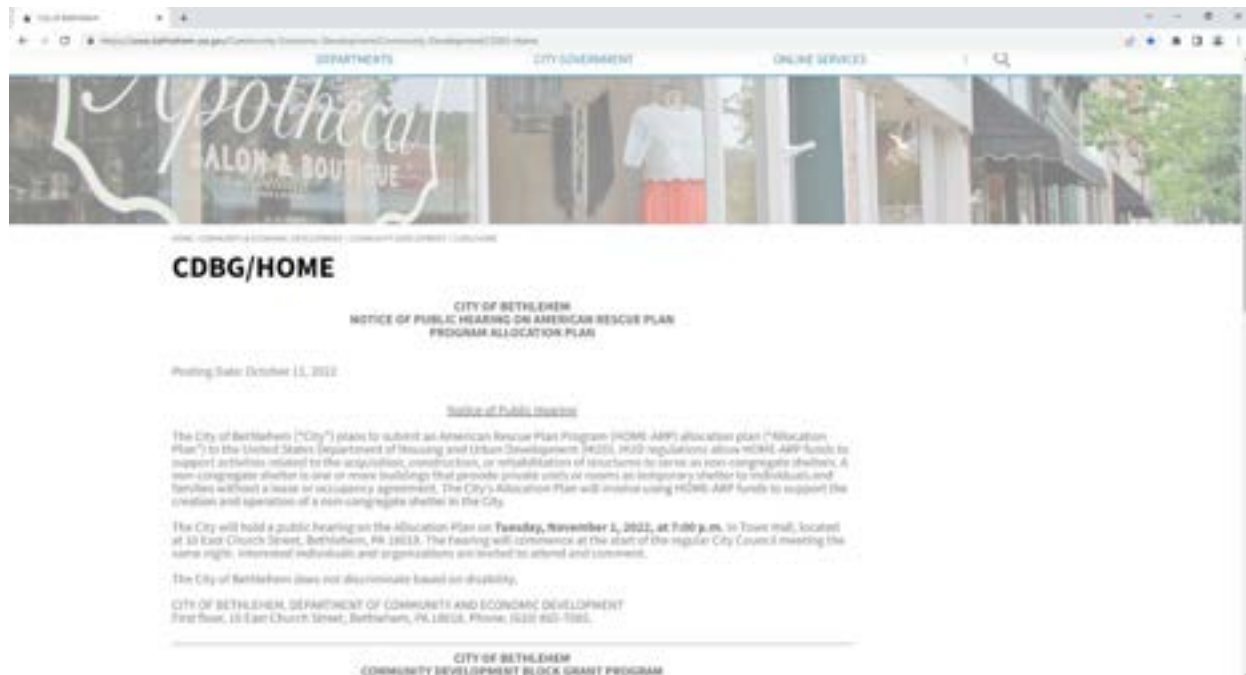 City of Bethlehem
DEPARTMENTS
CITY GOVERNMENT
ONLINE SERVICES
Apotheca
SALON & BOUTIQUE
HOME / COMMUNITY & ECONOMIC DEVELOPMENT / COMMUNITY DEVELOPMENT / CDBG/HOME
CDBG/HOME
CITY OF BETHLEHEM
NOTICE OF PUBLIC HEARING ON AMERICAN RESCUE PLAN
PROGRAM ALLOCATION PLAN
Posting Date: October 2022
Notice of Public Hearing
The City of Bethlehem ("City") plans to submit an American Rescue Plan Program (HOME-ARP) allocation plan ("Allocation
Plan") to the United States Department of Housing and Urban Development (HUD). HUD regulations allow HOME-ARP funds to
support activities related to the acquisition, construction, or rehabilitation of structures to serve as non-congregate shelters. A
non-congregate shelter is one or more buildings that provide private units or rooms as temporary shelter to individuals and
families without a lease or occupancy agreement. The City's Allocation Plan will involve using HOME-ARP funds to support the
creation and operation of a non-congregate shelter in the City.
The City will hold a public hearing on the Allocation Plan on Tuesday, November 1, 2022, at 7:00 p.m. in Town Hall, located
at 10 East Church Street, Bethlehem, PA 18018. The hearing will commence at the start of the regular City Council meeting the
same night. Interested individuals and organizations are invited to attend and comment.
The City of Bethlehem does not discriminate based on disability.
CITY OF BETHLEHEM, DEPARTMENT OF COMMUNITY AND ECONOMIC DEVELOPMENT
First floor, 10 East Church Street, Bethlehem, PA 18018. Phone: (610)
CITY OF BETHLEHEM
COMMUNITY DEVELOPMENT BLOCK GRANT PROGRAM